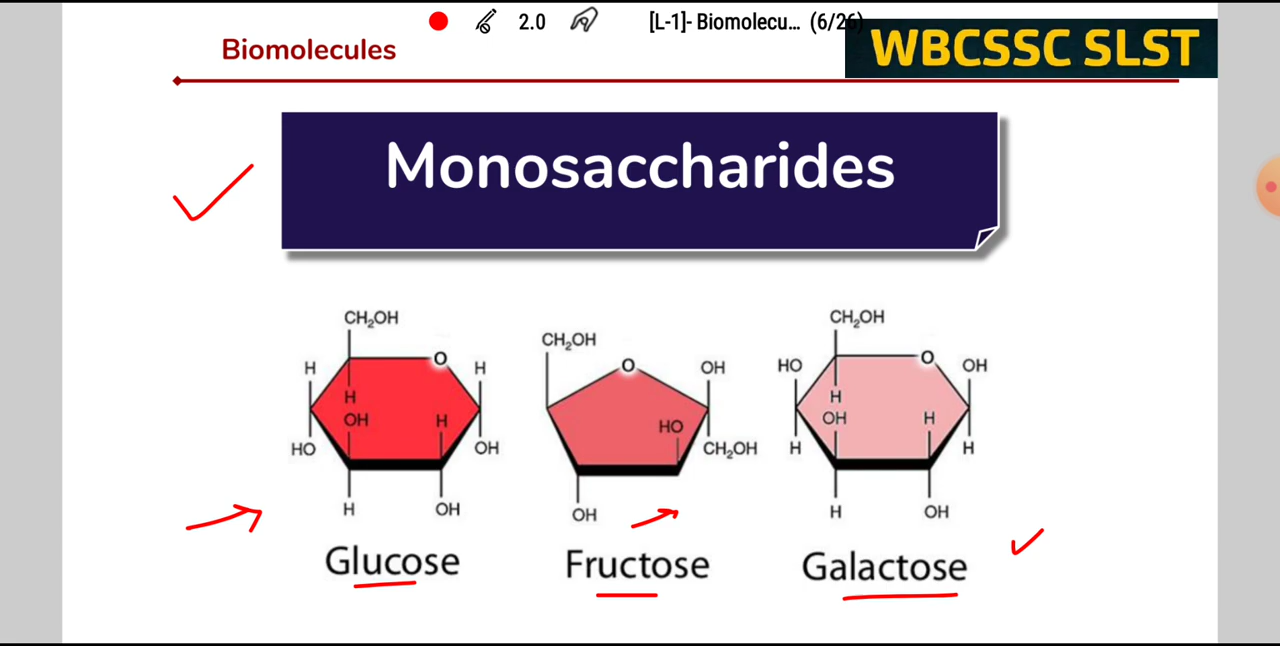 2.0 [L-1]- Biomolecu... (6/26)
Biomolecules
WBCSSC SLST
Monosaccharides
CH₂OH
O
H
H
H
OH
H
HO
OH
H
OH
Glucose
CH₂OH
O
OH
HO
CH₂OH
OH
Fructose
CH₂OH
HO
O
OH
H
OH
H
H
H
H
OH
Galactose